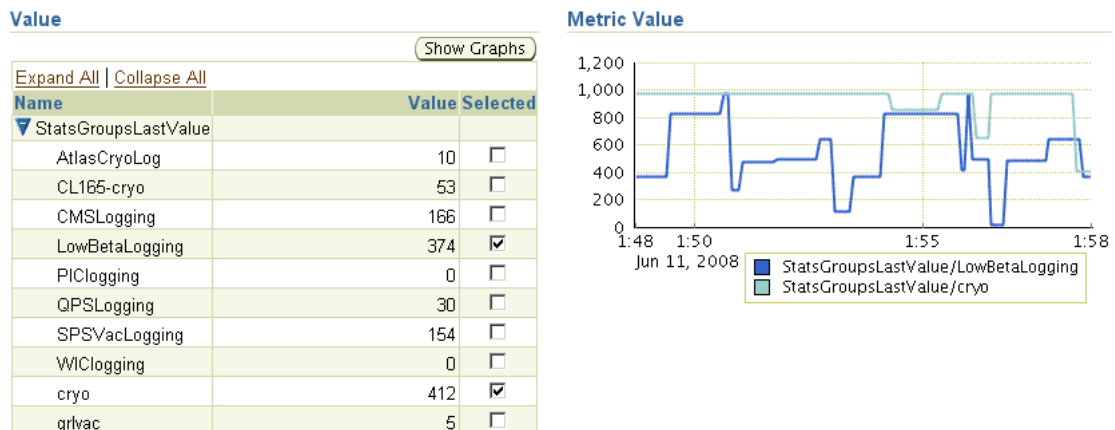 Value
Show Graphs
Expand All | Collapse All
Name Value Selected
StatsGroupsLastValue
AtlasCryoLog 10
CL165-cryo 53
CMSLogging 166
LowBetaLogging 374
PIClogging 0
QPSLogging 30
SPSVacLogging 154
WIClogging 0
cryo 412
qrlvac 5
Metric Value
1,200
1,000
800
600
400
200
0
1:48 1:50 1:55 1:58
Jun 11, 2008
StatsGroupsLastValue/LowBetaLogging
StatsGroupsLastValue/cryo